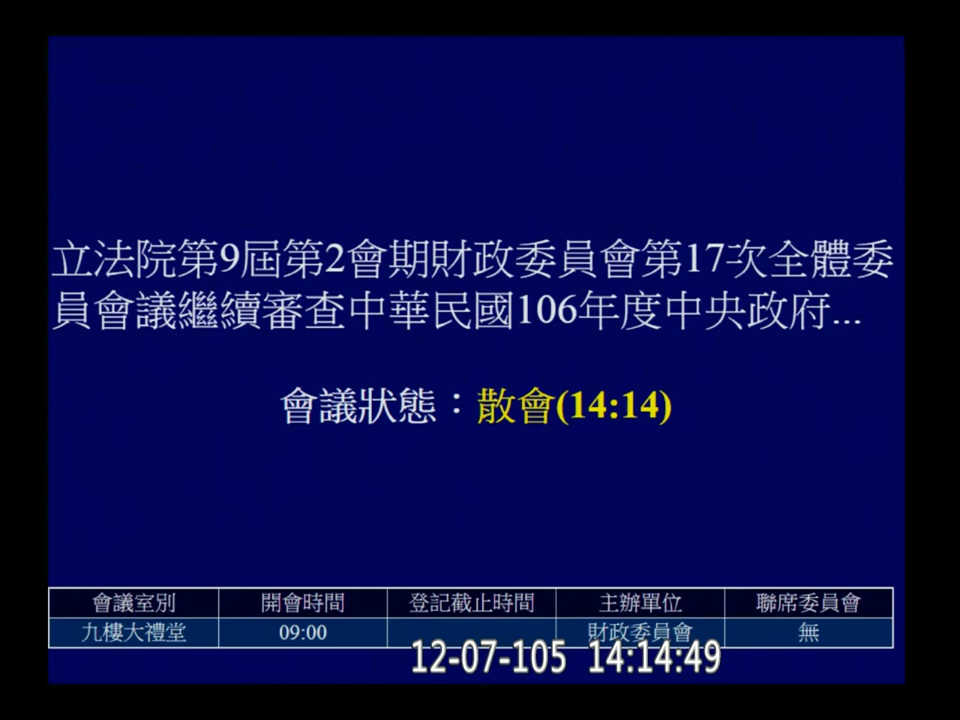 立法院第9屆第2會期財政委員會第17次全體委
員會議繼續審查中華民國106年度中央政府...
會議狀態：散會(14:14)
會議室別 開會時間 登記截止時間 主辦單位 聯席委員會
九樓大禮堂 09:00 財政委員會 無
12-07-105 14:14:49